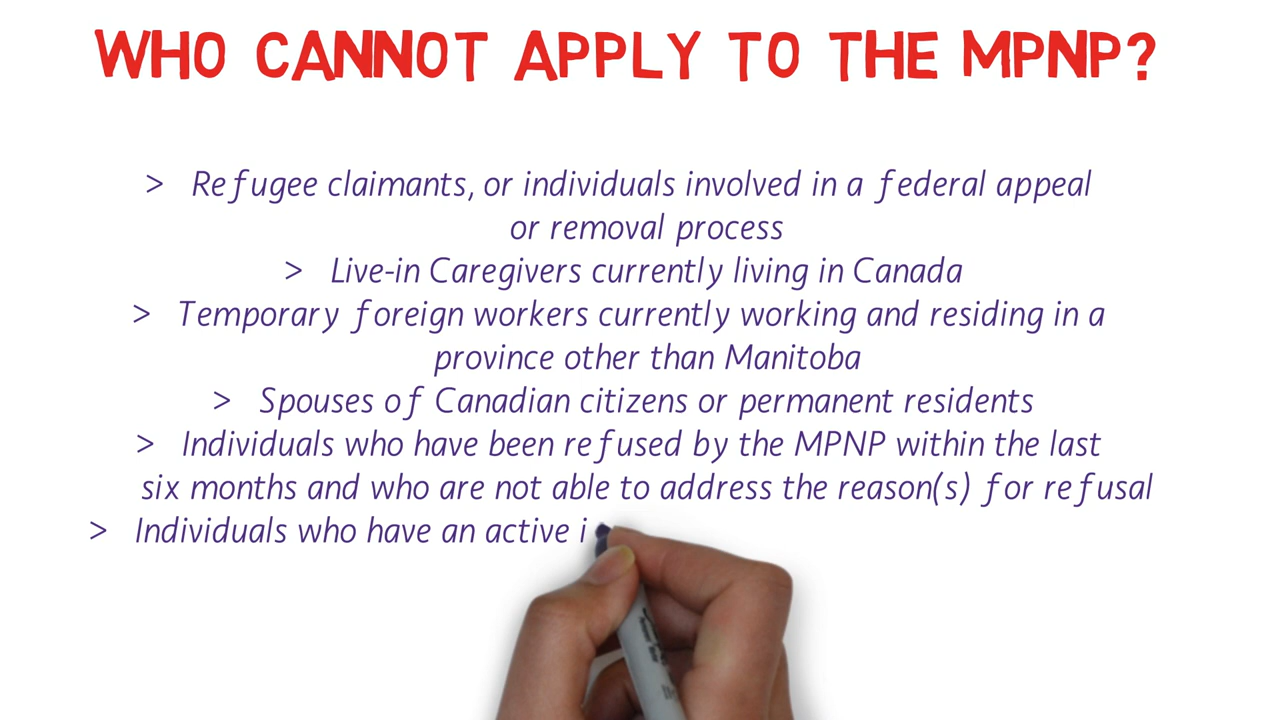 WHO CANNOT APPLY TO THE MPNP?
> Refugee claimants, or individuals involved in a federal appeal
or removal process
> Live-in Caregivers currently living in Canada
> Temporary foreign workers currently working and residing in a
province other than Manitoba
> Spouses of Canadian citizens or permanent residents
> Individuals who have been refused by the MPNP within the last
six months and who are not able to address the reason(s) for refusal
> Individuals who have an active i